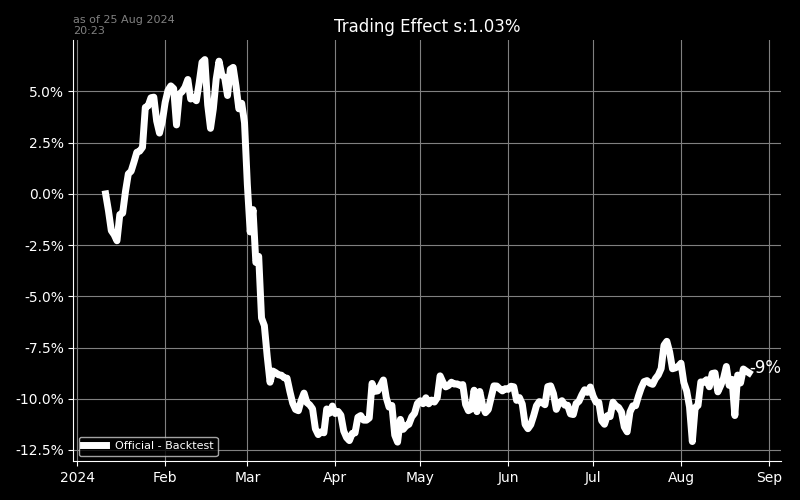 as of 25 Aug 2024
20:23
Trading Effect s:1.03%
5.0%
2.5%
0.0%
-2.5%
-5.0%
-7.5%
-10.0%
-12.5%
-9%
Official - Backtest
2024 Feb Mar Apr May Jun Jul Aug Sep